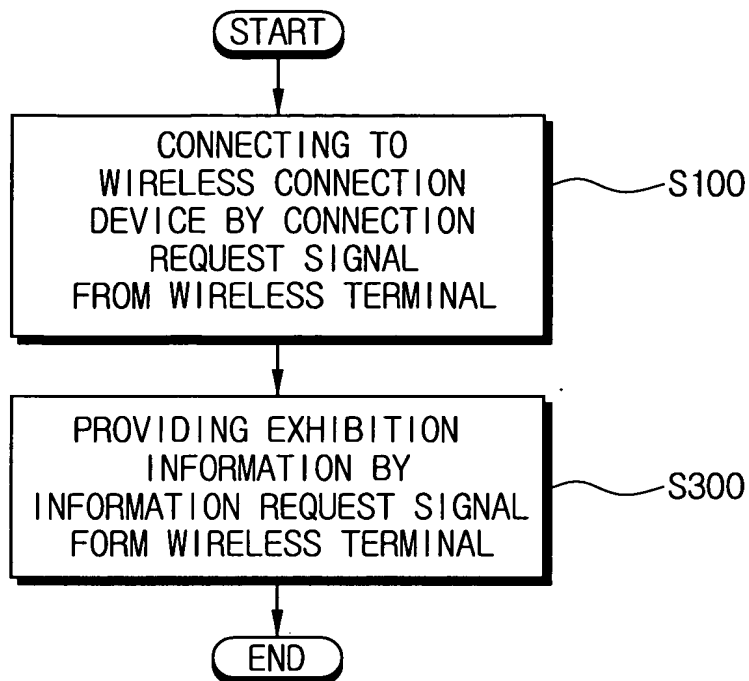 START
CONNECTING TO
WIRELESS CONNECTION
DEVICE BY CONNECTION
REQUEST SIGNAL
FROM WIRELESS TERMINAL
S100
PROVIDING EXHIBITION
INFORMATION BY
INFORMATION REQUEST SIGNAL
FORM WIRELESS TERMINAL
S300
END